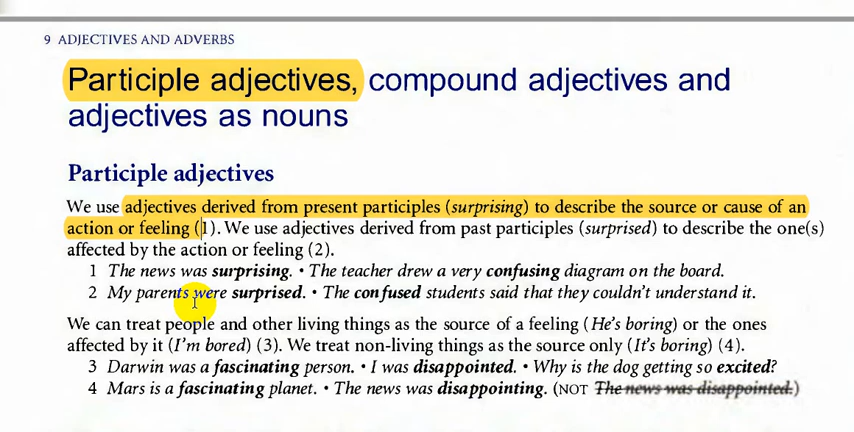 9 ADJECTIVES AND ADVERBS
Participle adjectives, compound adjectives and
adjectives as nouns
Participle adjectives
We use adjectives derived from present participles (surprising) to describe the source or cause of an
action or feeling (1). We use adjectives derived from past participles (surprised) to describe the one(s)
affected by the action or feeling (2).
1 The news was surprising. • The teacher drew a very confusing diagram on the board.
2 My parents were surprised. • The confused students said that they couldn't understand it.
We can treat people and other living things as the source of a feeling (He's boring) or the ones
affected by it (I'm bored) (3). We treat non-living things as the source only (It's boring) (4).
3 Darwin was a fascinating person. • I was disappointed. • Why is the dog getting so excited?
4 Mars is a fascinating planet. • The news was disappointing. (NOT The news was disappointed.)